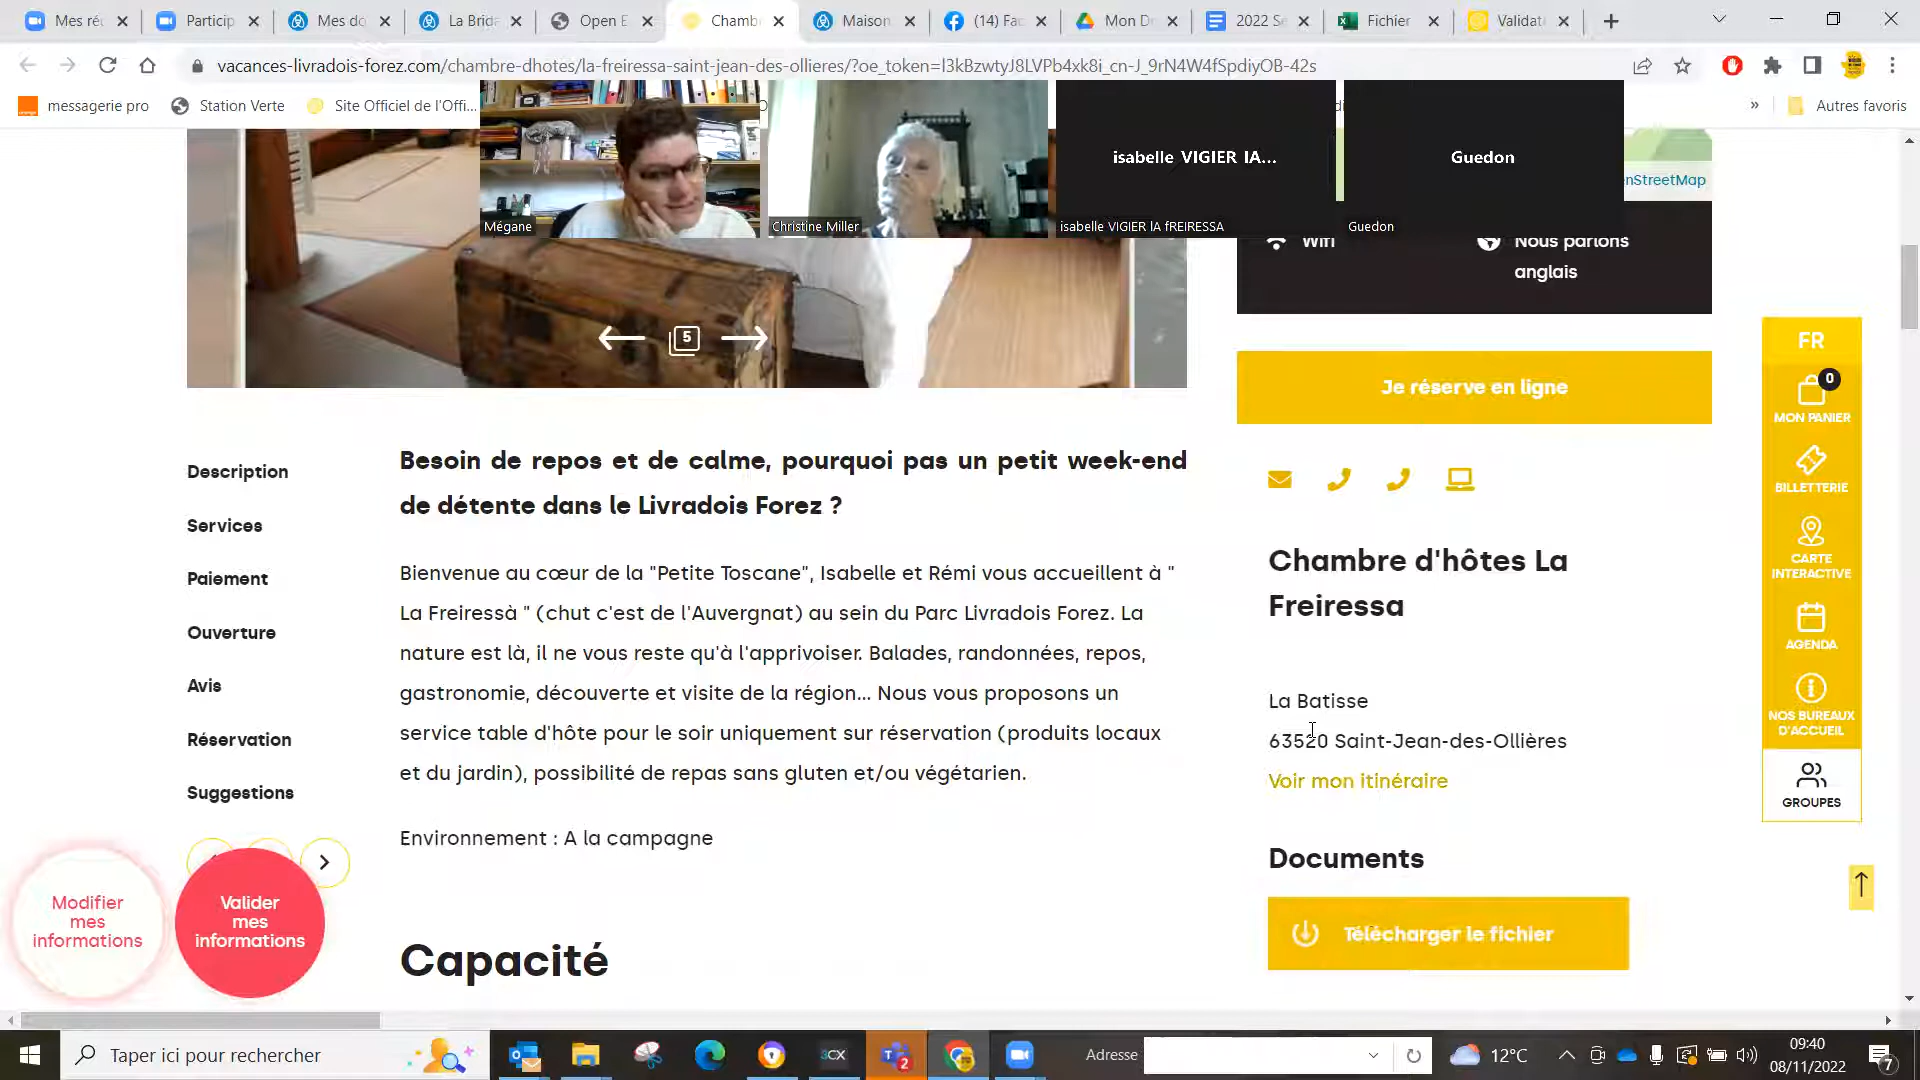 Mes ré
Particip
Mes do
La Brida
Open E
Chamb
Maison
(14) Fac
Mon D
2022 Se
Fichier
Validat
vacances-livradois-forez.com/chambre-dhotes/la-freiressa-saint-jean-des-ollieres/?oe_token=l3kBzwtyJ8LVPb4xk8i_cn-J_9rN4W4fSpdiyOB-42s
messagerie pro
Station Verte
Site Officiel de l'Offi...
»
Autres favoris
isabelle VIGIER lA...
Guedon
Mégane
Christine Miller
isabelle VIGIER lA fREIRESSA
Guedon
nStreetMap
Wifi
Nous parlons
anglais
5
Je réserve en ligne
FR
0
MON PANIER
BILLETTERIE
CARTE
INTERACTIVE
AGENDA
NOS BUREAUX
D'ACCUEIL
GROUPES
Description
Services
Paiement
Ouverture
Avis
Réservation
Suggestions
Besoin de repos et de calme, pourquoi pas un petit week-end
de détente dans le Livradois Forez ?
Bienvenue au cœur de la "Petite Toscane", Isabelle et Rémi vous accueillent à "
La Freiressà " (chut c'est de l'Auvergnat) au sein du Parc Livradois Forez. La
nature est là, il ne vous reste qu'à l'apprivoiser. Balades, randonnées, repos,
gastronomie, découverte et visite de la région... Nous vous proposons un
service table d'hôte pour le soir uniquement sur réservation (produits locaux
et du jardin), possibilité de repas sans gluten et/ou végétarien.
Environnement : A la campagne
Capacité
Chambre d'hôtes La
Freiressa
La Batisse
63520 Saint-Jean-des-Ollières
Voir mon itinéraire
Documents
Télécharger le fichier
Modifier
mes
informations
Valider
mes
informations
Taper ici pour rechercher
3CX
2
Adresse
12°C
09:40
08/11/2022
7